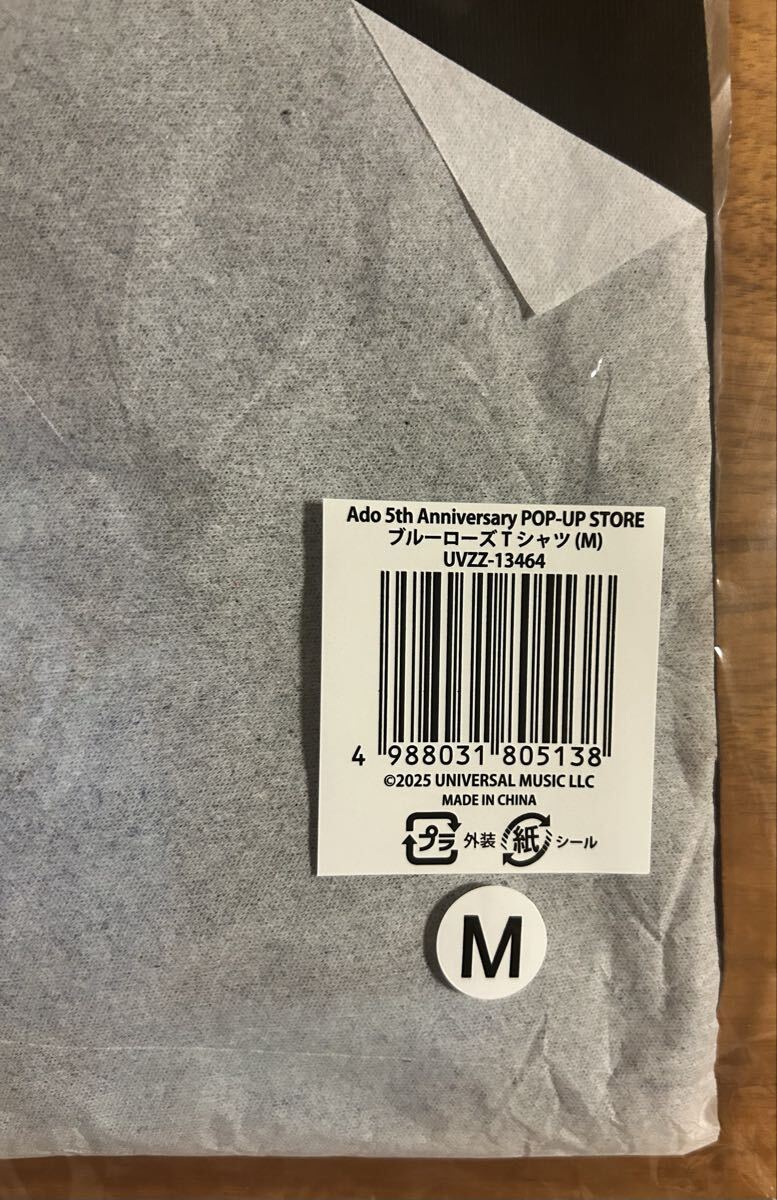 Ado 5th Anniversary POP-UP STORE
ブルーローズTシャツ(M)
UVZZ-13464
4 988031 805138
©2025 UNIVERSAL MUSIC LLC
MADE IN CHINA
プラ 外装 紙 シール
M